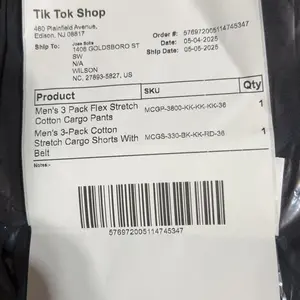 Tik Tok Shop
460 Plainfield Avenue,
Edison, NJ 08817
Order #: 576972005114745347
Ship To:
1408 GOLDSBORO ST
SW
N/A
WILSON
NC, 27893-5827, US
Date: 05-04-2025
Ship Date: 05-05-2025
Product SKU Qty
Men's 3 Pack Flex Stretch
Cotton Cargo Pants MCGP-3800-KK-KK-KK-36 1
Men's 3-Pack Cotton
Stretch Cargo Shorts With MCGS-330-BK-KK-RD-36 1
Belt
Notes:-
576972005114745347